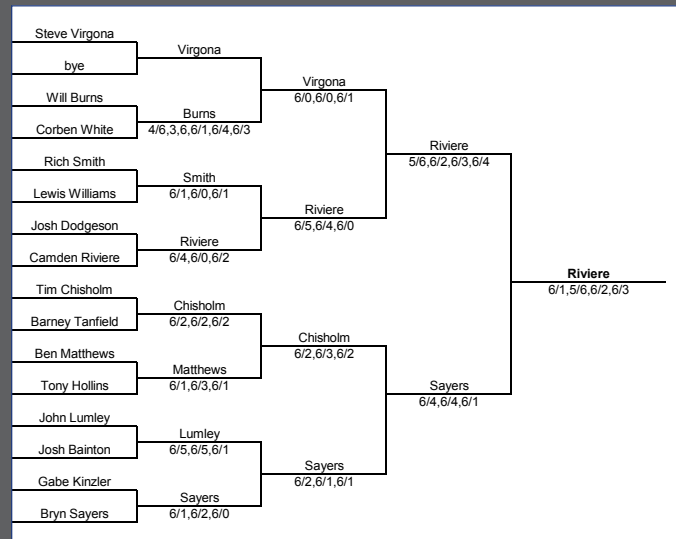 Steve Virgona
bye
Will Burns
Corben White
Rich Smith
Lewis Williams
Josh Dodgeson
Camden Riviere
Tim Chisholm
Barney Tanfield
Ben Matthews
Tony Hollins
John Lumley
Josh Bainton
Gabe Kinzler
Bryn Sayers
Virgona
Burns
4/6,3,6,6/1,6/4,6/3
Smith
6/1,6/0,6/1
Riviere
6/4,6/0,6/2
Chisholm
6/2,6/2,6/2
Matthews
6/1,6/3,6/1
Lumley
6/5,6/5,6/1
Sayers
6/1,6/2,6/0
Virgona
6/0,6/0,6/1
Riviere
6/5,6/4,6/0
Chisholm
6/2,6/3,6/2
Sayers
6/2,6/1,6/1
Riviere
5/6,6/2,6/3,6/4
Sayers
6/4,6/4,6/1
Riviere
6/1,5/6,6/2,6/3